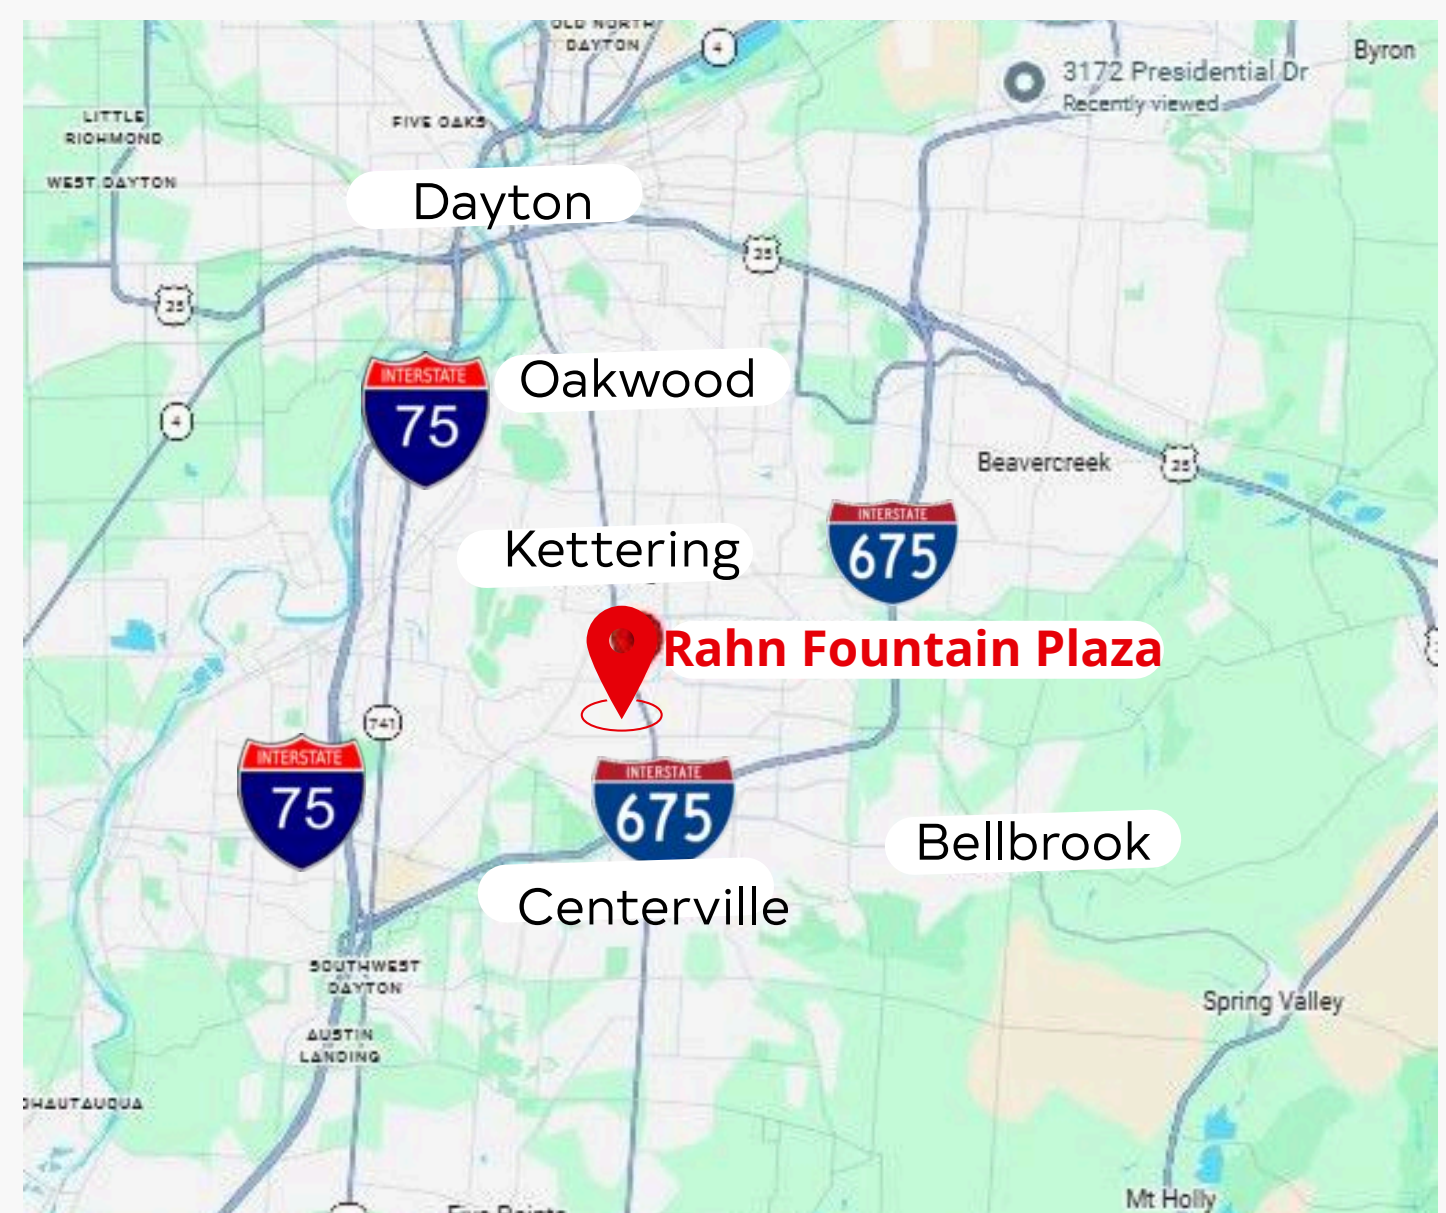 OLD NORTH
DAYTON
4
Byron
3172 Presidential Dr
Recently viewed
LITTLE
RICHMOND
FIVE OAKS
WEST DAYTON
Dayton
35
35
INTERSTATE
75
Oakwood
4
Beavercreek
35
INTERSTATE
675
Kettering
Rahn Fountain Plaza
741
INTERSTATE
75
INTERSTATE
675
Bellbrook
Centerville
SOUTHWEST
DAYTON
Spring Valley
AUSTIN
LANDING
HAUTAUQUA
Mt Holly
Five Points